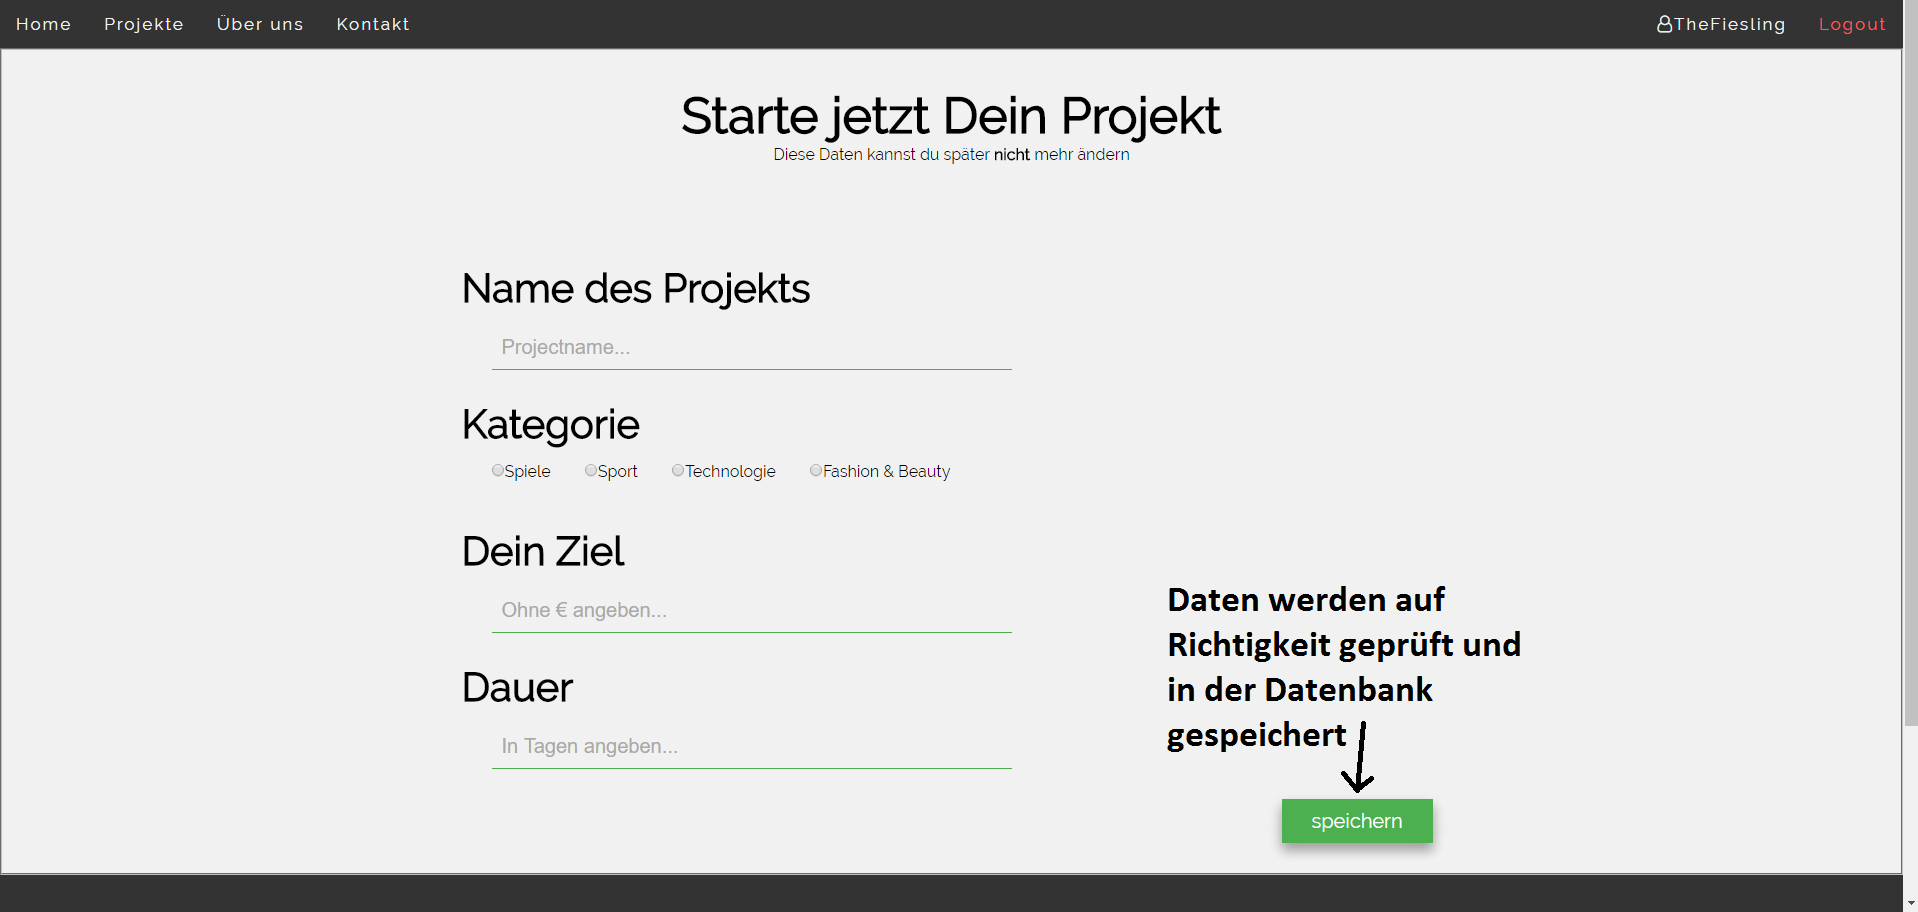 Home Projekte Über uns Kontakt TheFiesling Logout
Starte jetzt Dein Projekt
Diese Daten kannst du später nicht mehr ändern
Name des Projekts
Projectname...
Kategorie
Spiele Sport Technologie Fashion & Beauty
Dein Ziel
Ohne € angeben...
Dauer
In Tagen angeben...
Daten werden auf
Richtigkeit geprüft und
in der Datenbank
gespeichert
speichern